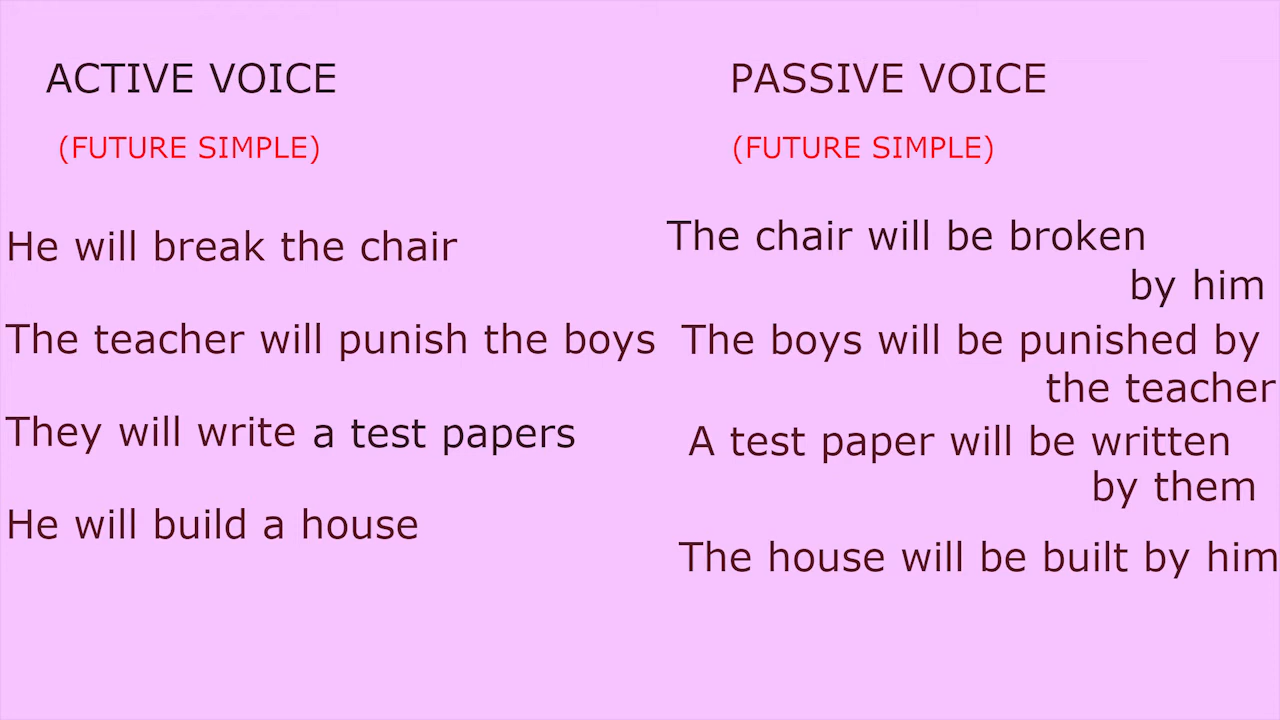 ACTIVE VOICE
(FUTURE SIMPLE)
He will break the chair
The teacher will punish the boys
They will write a test papers
He will build a house
PASSIVE VOICE
(FUTURE SIMPLE)
The chair will be broken
by him
The boys will be punished by
the teacher
A test paper will be written
by them
The house will be built by him